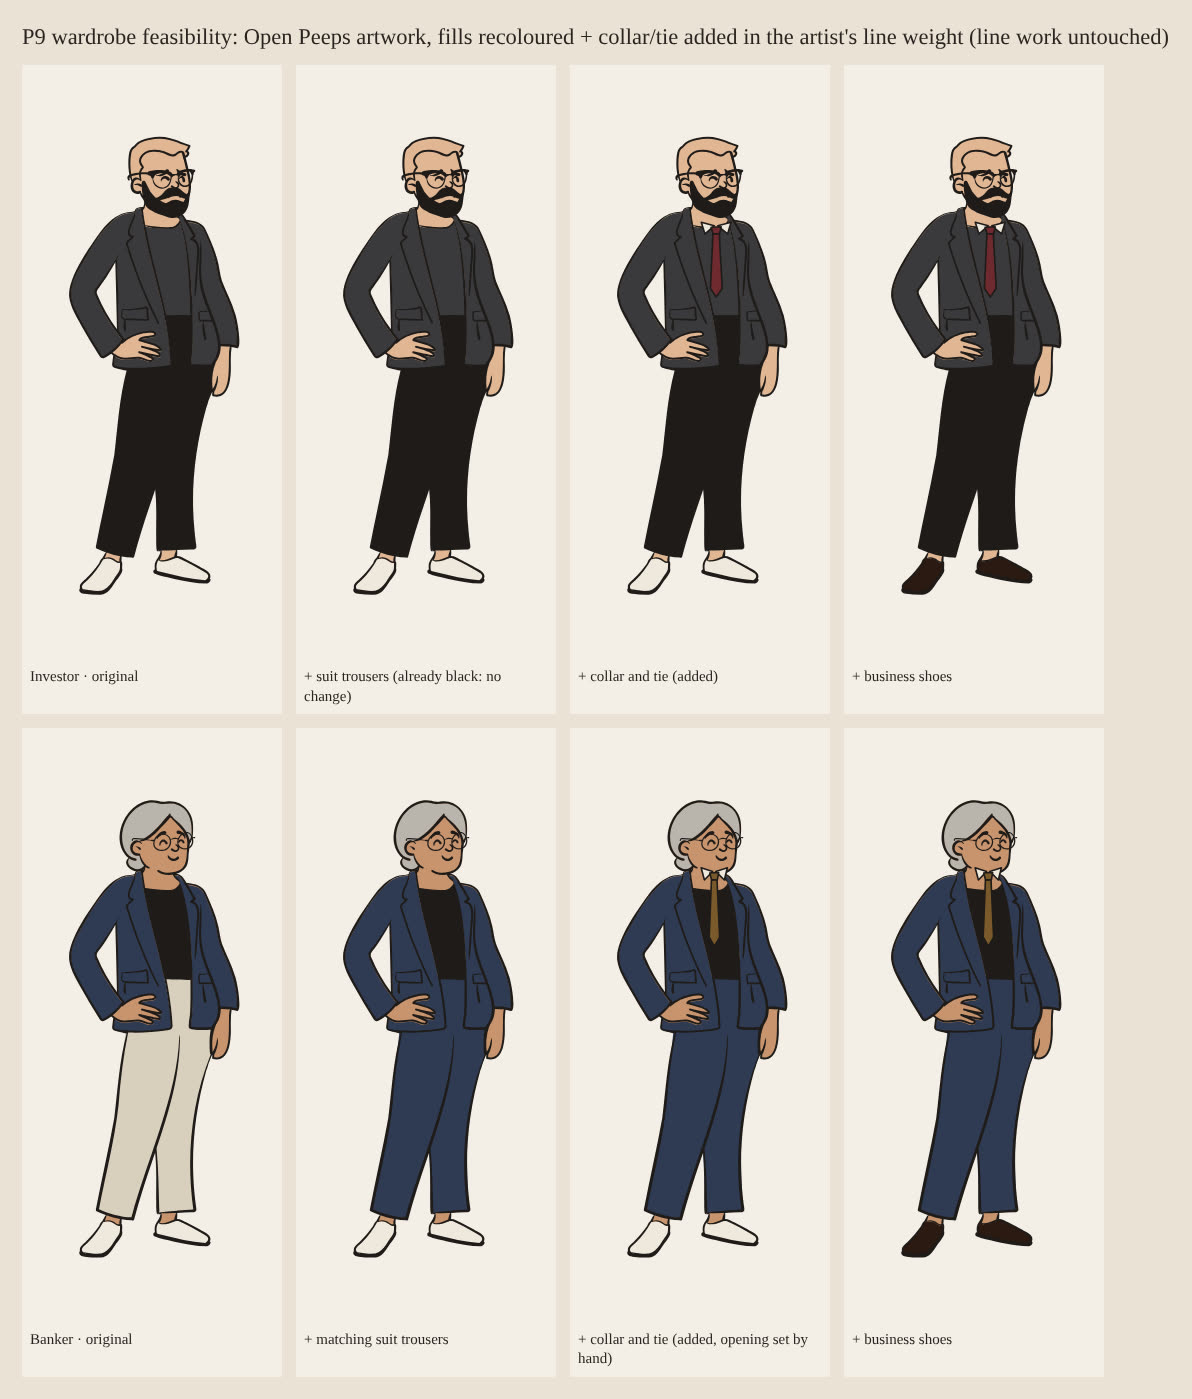 P9 wardrobe feasibility: Open Peeps artwork, fills recoloured + collar/tie added in the artist's line weight (line work untouched)
Investor · original
+ suit trousers (already black: no
change)
+ collar and tie (added)
+ business shoes
Banker · original
+ matching suit trousers
+ collar and tie (added, opening set by
hand)
+ business shoes